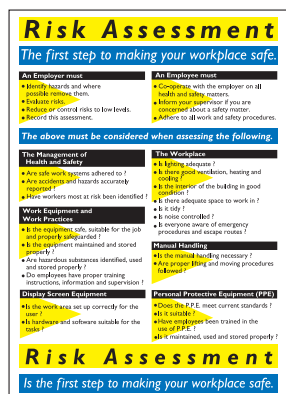 Risk Assessment
The first step to making your workplace safe.
An Employer must
• Identify hazards and where
possible remove them.
• Evaluate risks.
• Reduce or control risks to low levels.
• Record this assessment.
An Employee must
• Co-operate with the employer on all
health and safety matters.
• Inform your supervisor if you are
concerned about a safety matter.
• Adhere to all work and safety procedures.
The above must be considered when assessing the following.
The Management of
Health and Safety
• Are safe work systems adhered to ?
• Are accidents and hazards accurately
reported ?
• Have workers most at risk been identified ?
Work Equipment and
Work Practices
• Is the equipment safe, suitable for the job
and properly safeguarded ?
• Is the equipment maintained and stored
properly ?
• Are hazardous substances identified, used
and stored properly ?
• Do employees have proper training
instructions, information and supervision ?
Display Screen Equipment
• Is the work area set up correctly for the
user ?
• Is hardware and software suitable for the
tasks ?
The Workplace
• Is lighting adequate ?
• Is there good ventilation, heating and
cooling ?
• Is the interior of the building in good
condition ?
• Is there adequate space to work in ?
• Is it tidy ?
• Is noise controlled ?
• Is everyone aware of emergency
procedures and escape routes ?
Manual Handling
• Is the manual handling necessary ?
• Are proper lifting and moving procedures
followed ?
Personal Protective Equipment (PPE)
• Does the P.P.E. meet current standards ?
• Is it suitable ?
• Have employees been trained in the
use of P.P.E. ?
• Is it maintained, used and stored properly ?
Risk Assessment
Is the first step to making your workplace safe.